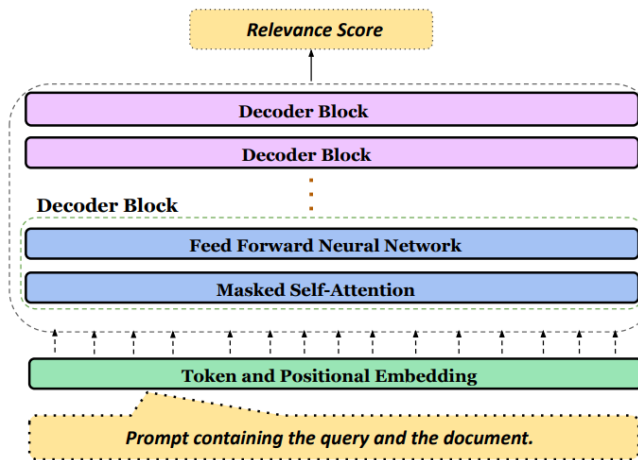 Relevance Score
Decoder Block
Decoder Block
Decoder Block
Feed Forward Neural Network
Masked Self-Attention
Token and Positional Embedding
Prompt containing the query and the document.